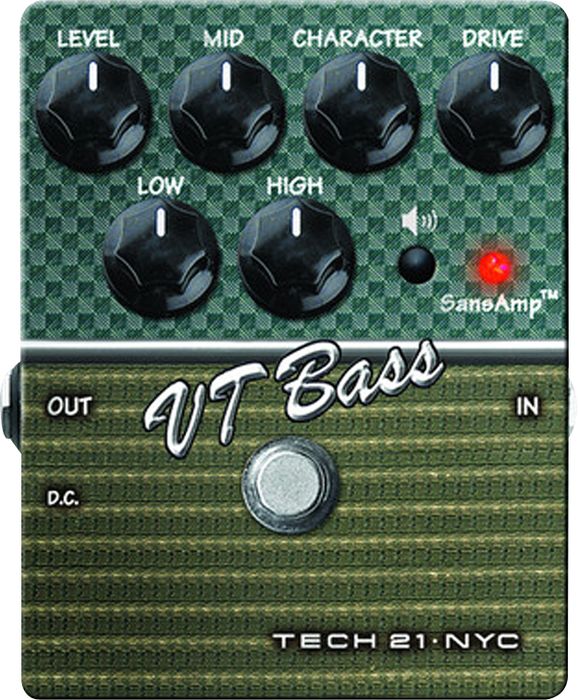 LEVEL MID CHARACTER DRIVE
LOW HIGH
SansAmp™
VT Bass
OUT IN
D.C.
TECH 21·NYC